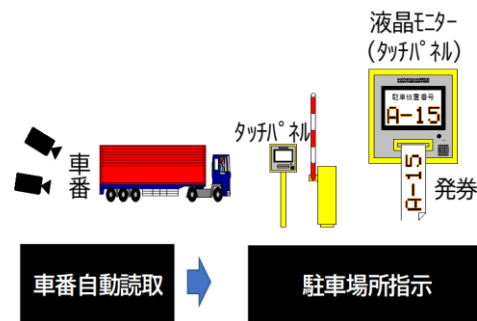 液晶ﾓﾆﾀｰ
(ﾀｯﾁﾊﾟﾈﾙ)
駐車位置番号
A-15
ﾀｯﾁﾊﾟﾈﾙ
車番
A-15
発券
車番自動読取
駐車場所指示